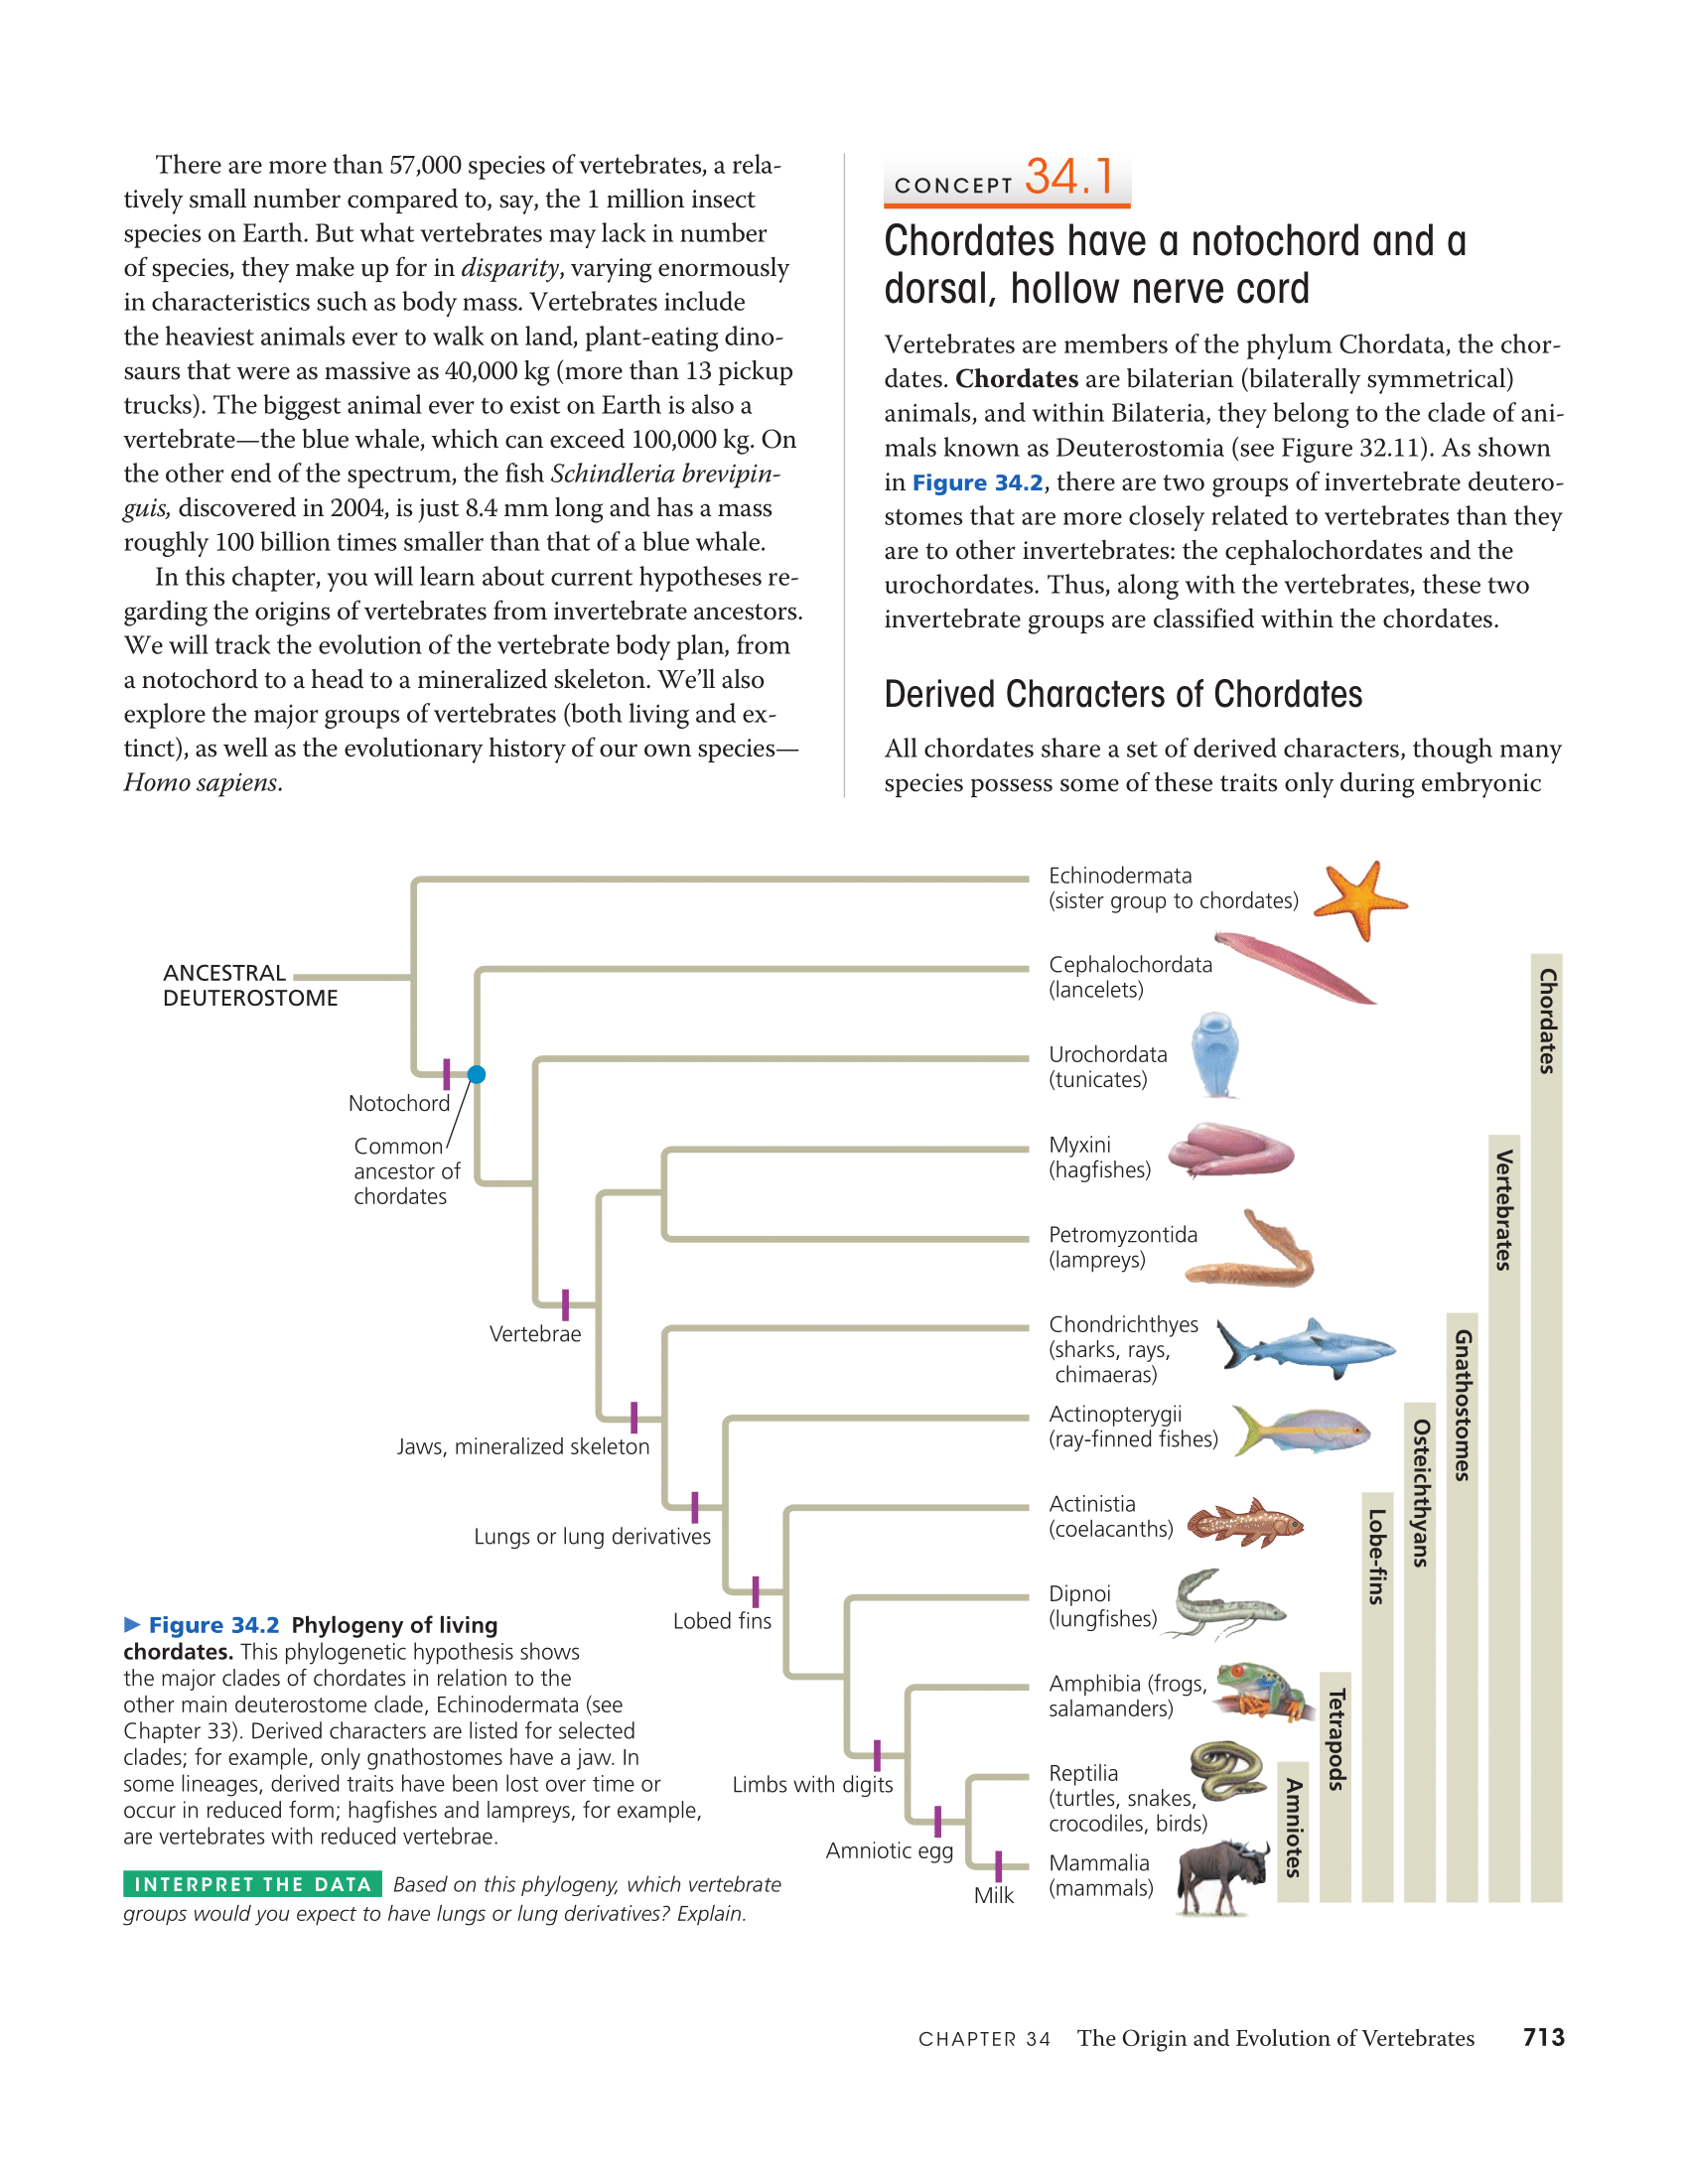 There are more than 57,000 species of vertebrates, a rela-
tively small number compared to, say, the 1 million insect
species on Earth. But what vertebrates may lack in number
of species, they make up for in disparity, varying enormously
in characteristics such as body mass. Vertebrates include
the heaviest animals ever to walk on land, plant-eating dino-
saurs that were as massive as 40,000 kg (more than 13 pickup
trucks). The biggest animal ever to exist on Earth is also a
vertebrate—the blue whale, which can exceed 100,000 kg. On
the other end of the spectrum, the fish Schindleria brevipin-
guis, discovered in 2004, is just 8.4 mm long and has a mass
roughly 100 billion times smaller than that of a blue whale.
In this chapter, you will learn about current hypotheses re-
garding the origins of vertebrates from invertebrate ancestors.
We will track the evolution of the vertebrate body plan, from
a notochord to a head to a mineralized skeleton. We'll also
explore the major groups of vertebrates (both living and ex-
tinct), as well as the evolutionary history of our own species—
Homo sapiens.
CONCEPT 34.1
Chordates have a notochord and a
dorsal, hollow nerve cord
Vertebrates are members of the phylum Chordata, the chor-
dates. Chordates are bilaterian (bilaterally symmetrical)
animals, and within Bilateria, they belong to the clade of ani-
mals known as Deuterostomia (see Figure 32.11). As shown
in Figure 34.2, there are two groups of invertebrate deutero-
stomes that are more closely related to vertebrates than they
are to other invertebrates: the cephalochordates and the
urochordates. Thus, along with the vertebrates, these two
invertebrate groups are classified within the chordates.
Derived Characters of Chordates
All chordates share a set of derived characters, though many
species possess some of these traits only during embryonic
ANCESTRAL
DEUTEROSTOME
Notochord
Common
ancestor of
chordates
Vertebrae
Jaws, mineralized skeleton
Lungs or lung derivatives
Lobed fins
Limbs with digits
Amniotic egg
Milk
Echinodermata
(sister group to chordates)
Cephalochordata
(lancelets)
Urochordata
(tunicates)
Myxini
(hagfishes)
Petromyzontida
(lampreys)
Chondrichthyes
(sharks, rays,
chimaeras)
Actinopterygii
(ray-finned fishes)
Actinistia
(coelacanths)
Dipnoi
(lungfishes)
Amphibia (frogs,
salamanders)
Reptilia
(turtles, snakes,
crocodiles, birds)
Mammalia
(mammals)
Chordates
Vertebrates
Gnathostomes
Osteichthyans
Lobe-fins
Tetrapods
Amniotes
▶ Figure 34.2 Phylogeny of living
chordates. This phylogenetic hypothesis shows
the major clades of chordates in relation to the
other main deuterostome clade, Echinodermata (see
Chapter 33). Derived characters are listed for selected
clades; for example, only gnathostomes have a jaw. In
some lineages, derived traits have been lost over time or
occur in reduced form; hagfishes and lampreys, for example,
are vertebrates with reduced vertebrae.
INTERPRET THE DATA Based on this phylogeny, which vertebrate
groups would you expect to have lungs or lung derivatives? Explain.
CHAPTER 34 The Origin and Evolution of Vertebrates 713